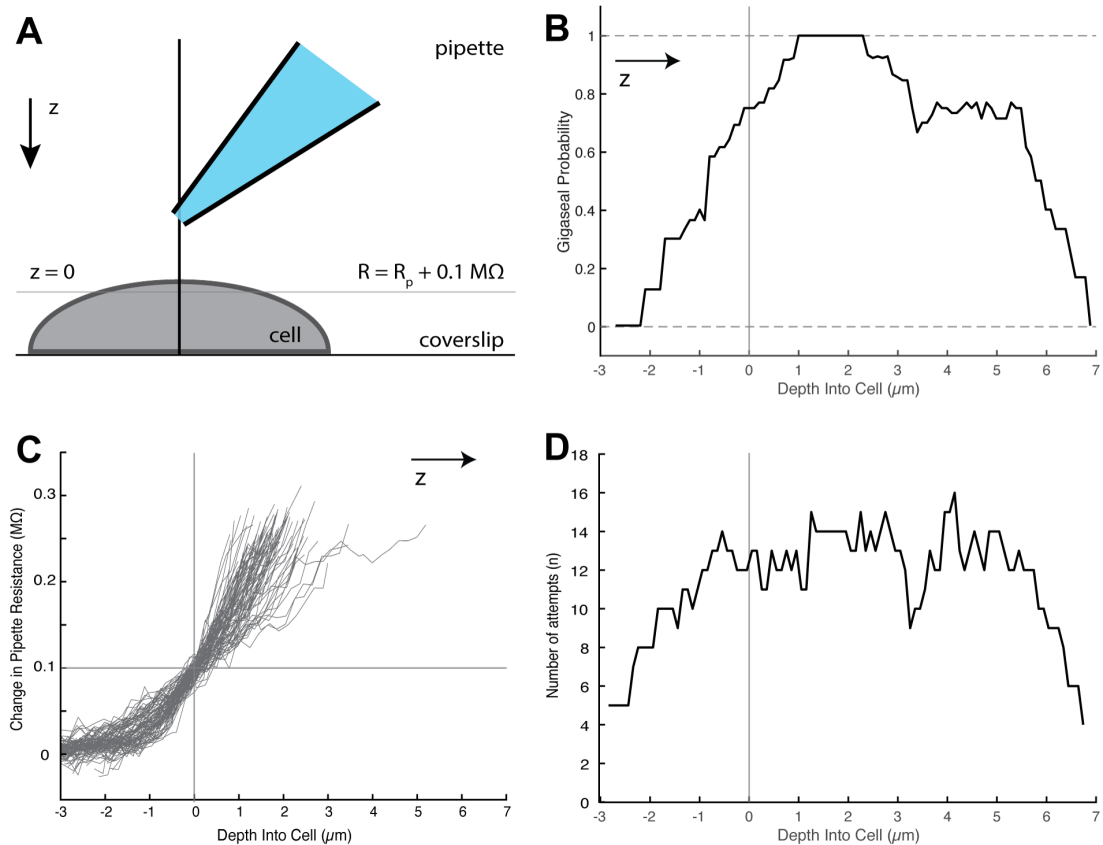 A
pipette
z
z = 0
R = Rp + 0.1 MΩ
cell
coverslip
B
z
Gigaseal Probability
1
0.8
0.6
0.4
0.2
0
-3 -2 -1 0 1 2 3 4 5 6 7
Depth Into Cell (µm)
C
z
Change in Pipette Resistance (MΩ)
0.3
0.2
0.1
0
-3 -2 -1 0 1 2 3 4 5 6 7
Depth Into Cell (µm)
D
Number of attempts (n)
18
16
14
12
10
8
6
4
2
0
-3 -2 -1 0 1 2 3 4 5 6 7
Depth Into Cell (µm)